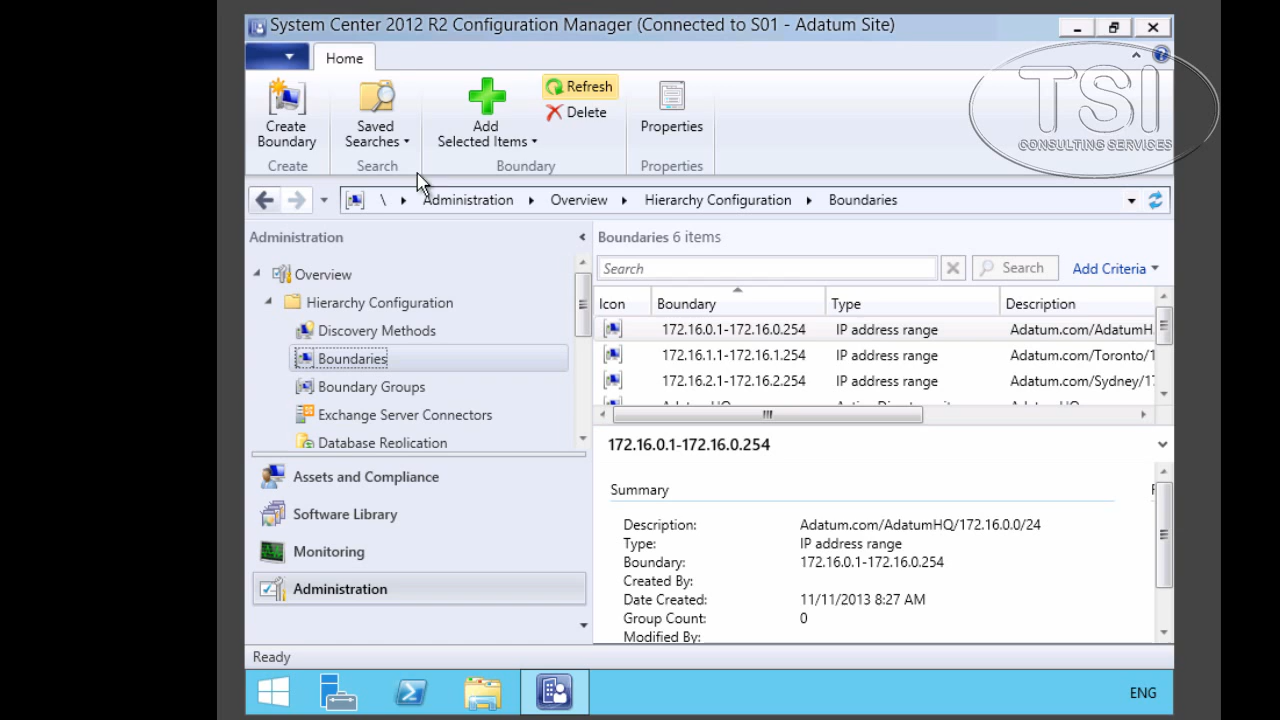 System Center 2012 R2 Configuration Manager (Connected to S01 - Adatum Site)
Home
TSI
CONSULTING SERVICES
Create Boundary
Saved Searches
Add Selected Items
Refresh
Delete
Properties
Create
Search
Boundary
Properties
\ Administration Overview Hierarchy Configuration Boundaries
Administration
Overview
Hierarchy Configuration
Discovery Methods
Boundaries
Boundary Groups
Exchange Server Connectors
Database Replication
Assets and Compliance
Software Library
Monitoring
Administration
Boundaries 6 items
Search
Search
Add Criteria
Icon Boundary Type Description
172.16.0.1-172.16.0.254 IP address range Adatum.com/AdatumH
172.16.1.1-172.16.1.254 IP address range Adatum.com/Toronto/1
172.16.2.1-172.16.2.254 IP address range Adatum.com/Sydney/17
172.16.0.1-172.16.0.254
Summary
Description: Adatum.com/AdatumHQ/172.16.0.0/24
Type: IP address range
Boundary: 172.16.0.1-172.16.0.254
Created By:
Date Created: 11/11/2013 8:27 AM
Group Count: 0
Modified By:
Ready
ENG